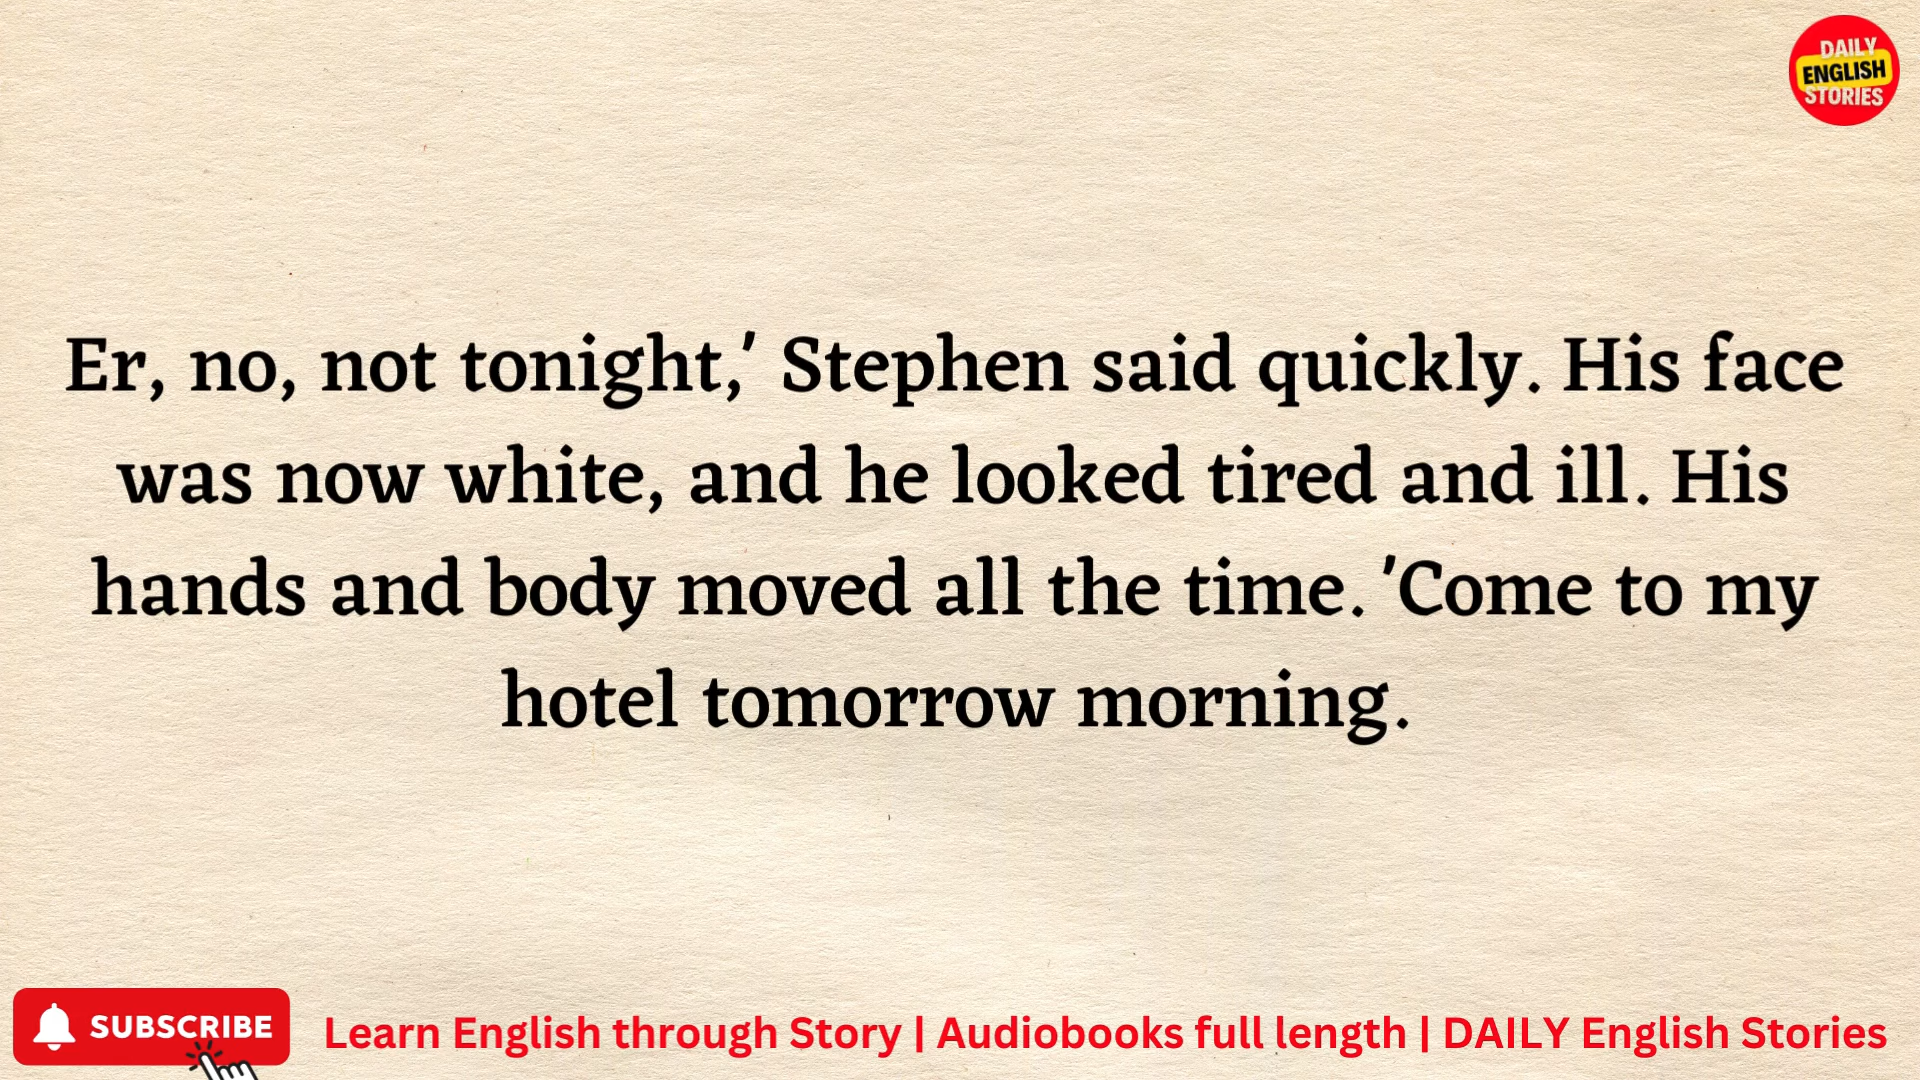 DAILY
ENGLISH
STORIES
Er, no, not tonight,' Stephen said quickly. His face
was now white, and he looked tired and ill. His
hands and body moved all the time. 'Come to my
hotel tomorrow morning.
SUBSCRIBE
Learn English through Story | Audiobooks full length | DAILY English Stories